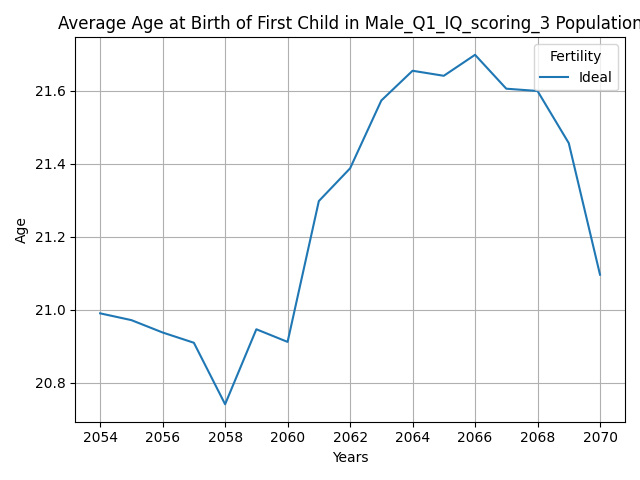 Average Age at Birth of First Child in Male_Q1_IQ_scoring_3 Population
Fertility
Ideal
21.6
21.4
21.2
21.0
20.8
Age
2054
2056
2058
2060
2062
2064
2066
2068
2070
Years